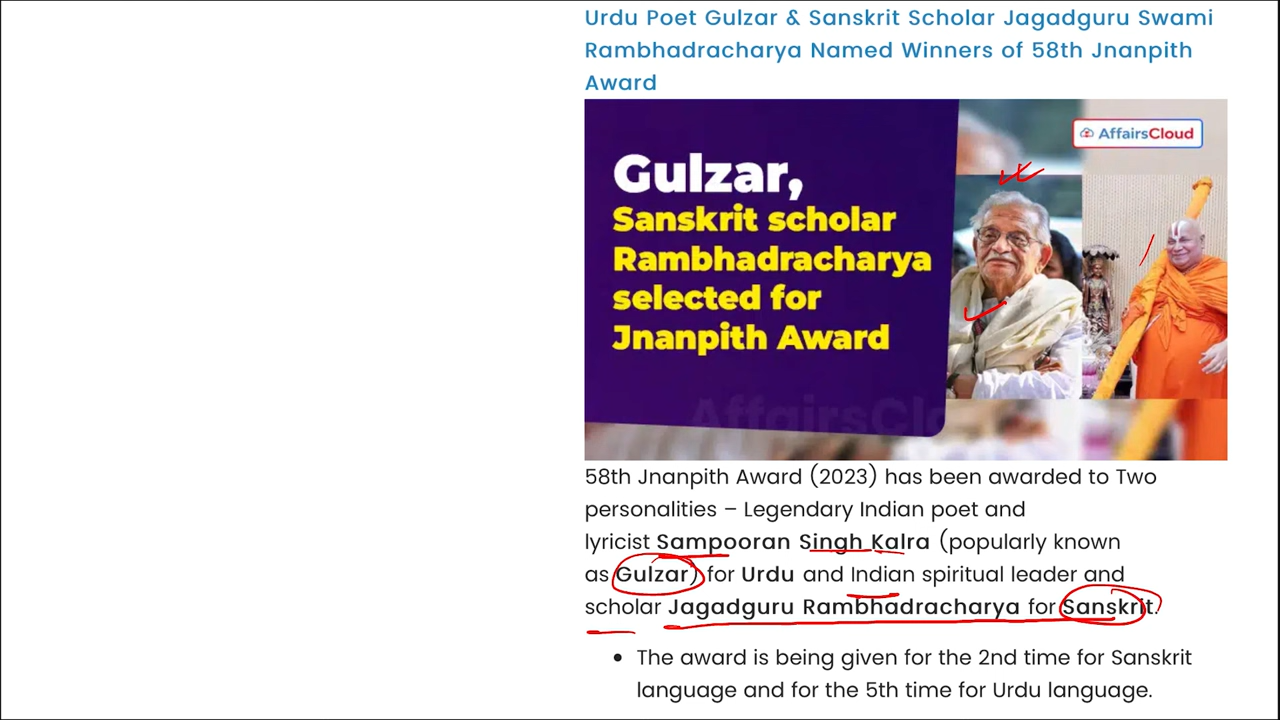 Urdu Poet Gulzar & Sanskrit Scholar Jagadguru Swami
Rambhadracharya Named Winners of 58th Jnanpith
Award
AffairsCloud
Gulzar,
Sanskrit scholar
Rambhadracharya
selected for
Jnanpith Award
58th Jnanpith Award (2023) has been awarded to Two
personalities – Legendary Indian poet and
lyricist Sampooran Singh Kalra (popularly known
as Gulzar) for Urdu and Indian spiritual leader and
scholar Jagadguru Rambhadracharya for Sanskrit.
• The award is being given for the 2nd time for Sanskrit
language and for the 5th time for Urdu language.